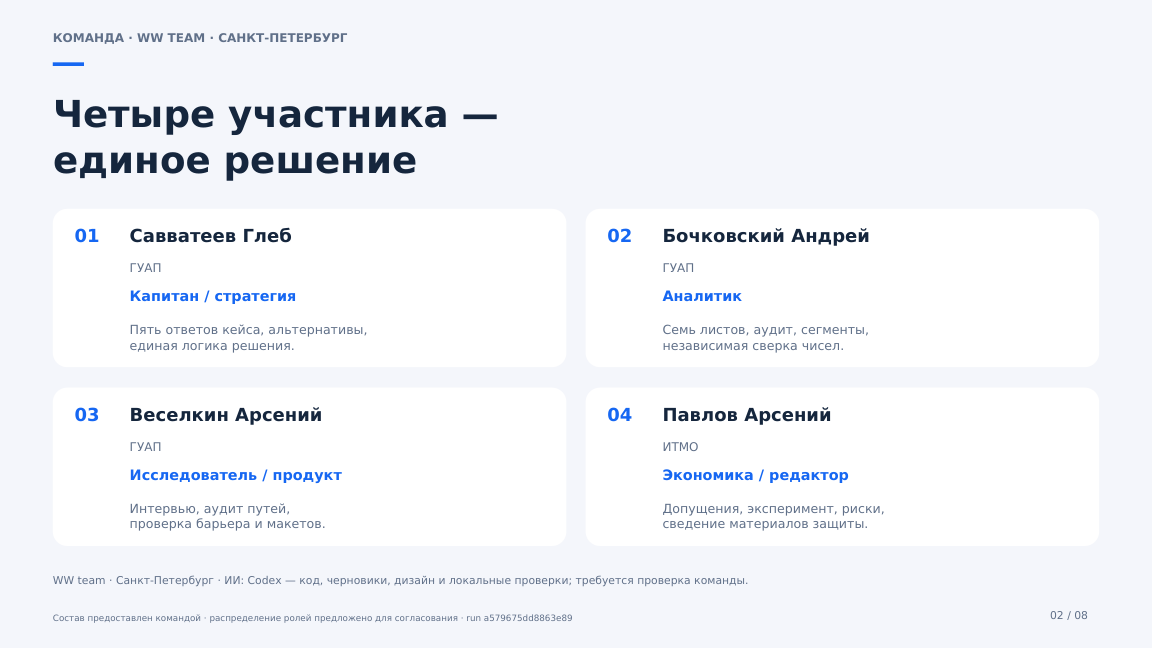 КОМАНДА · WW TEAM · САНКТ-ПЕТЕРБУРГ
Четыре участника —
единое решение
01 Савватеев Глеб
ГУАП
Капитан / стратегия
Пять ответов кейса, альтернативы,
единая логика решения.
02 Бочковский Андрей
ГУАП
Аналитик
Семь листов, аудит, сегменты,
независимая сверка чисел.
03 Веселкин Арсений
ГУАП
Исследователь / продукт
Интервью, аудит путей,
проверка барьера и макетов.
04 Павлов Арсений
ИТМО
Экономика / редактор
Допущения, эксперимент, риски,
сведение материалов защиты.
WW team · Санкт-Петербург · ИИ: Codex — код, черновики, дизайн и локальные проверки; требуется проверка команды.
Состав предоставлен командой · распределение ролей предложено для согласования · run a579675dd8863e89
02 / 08